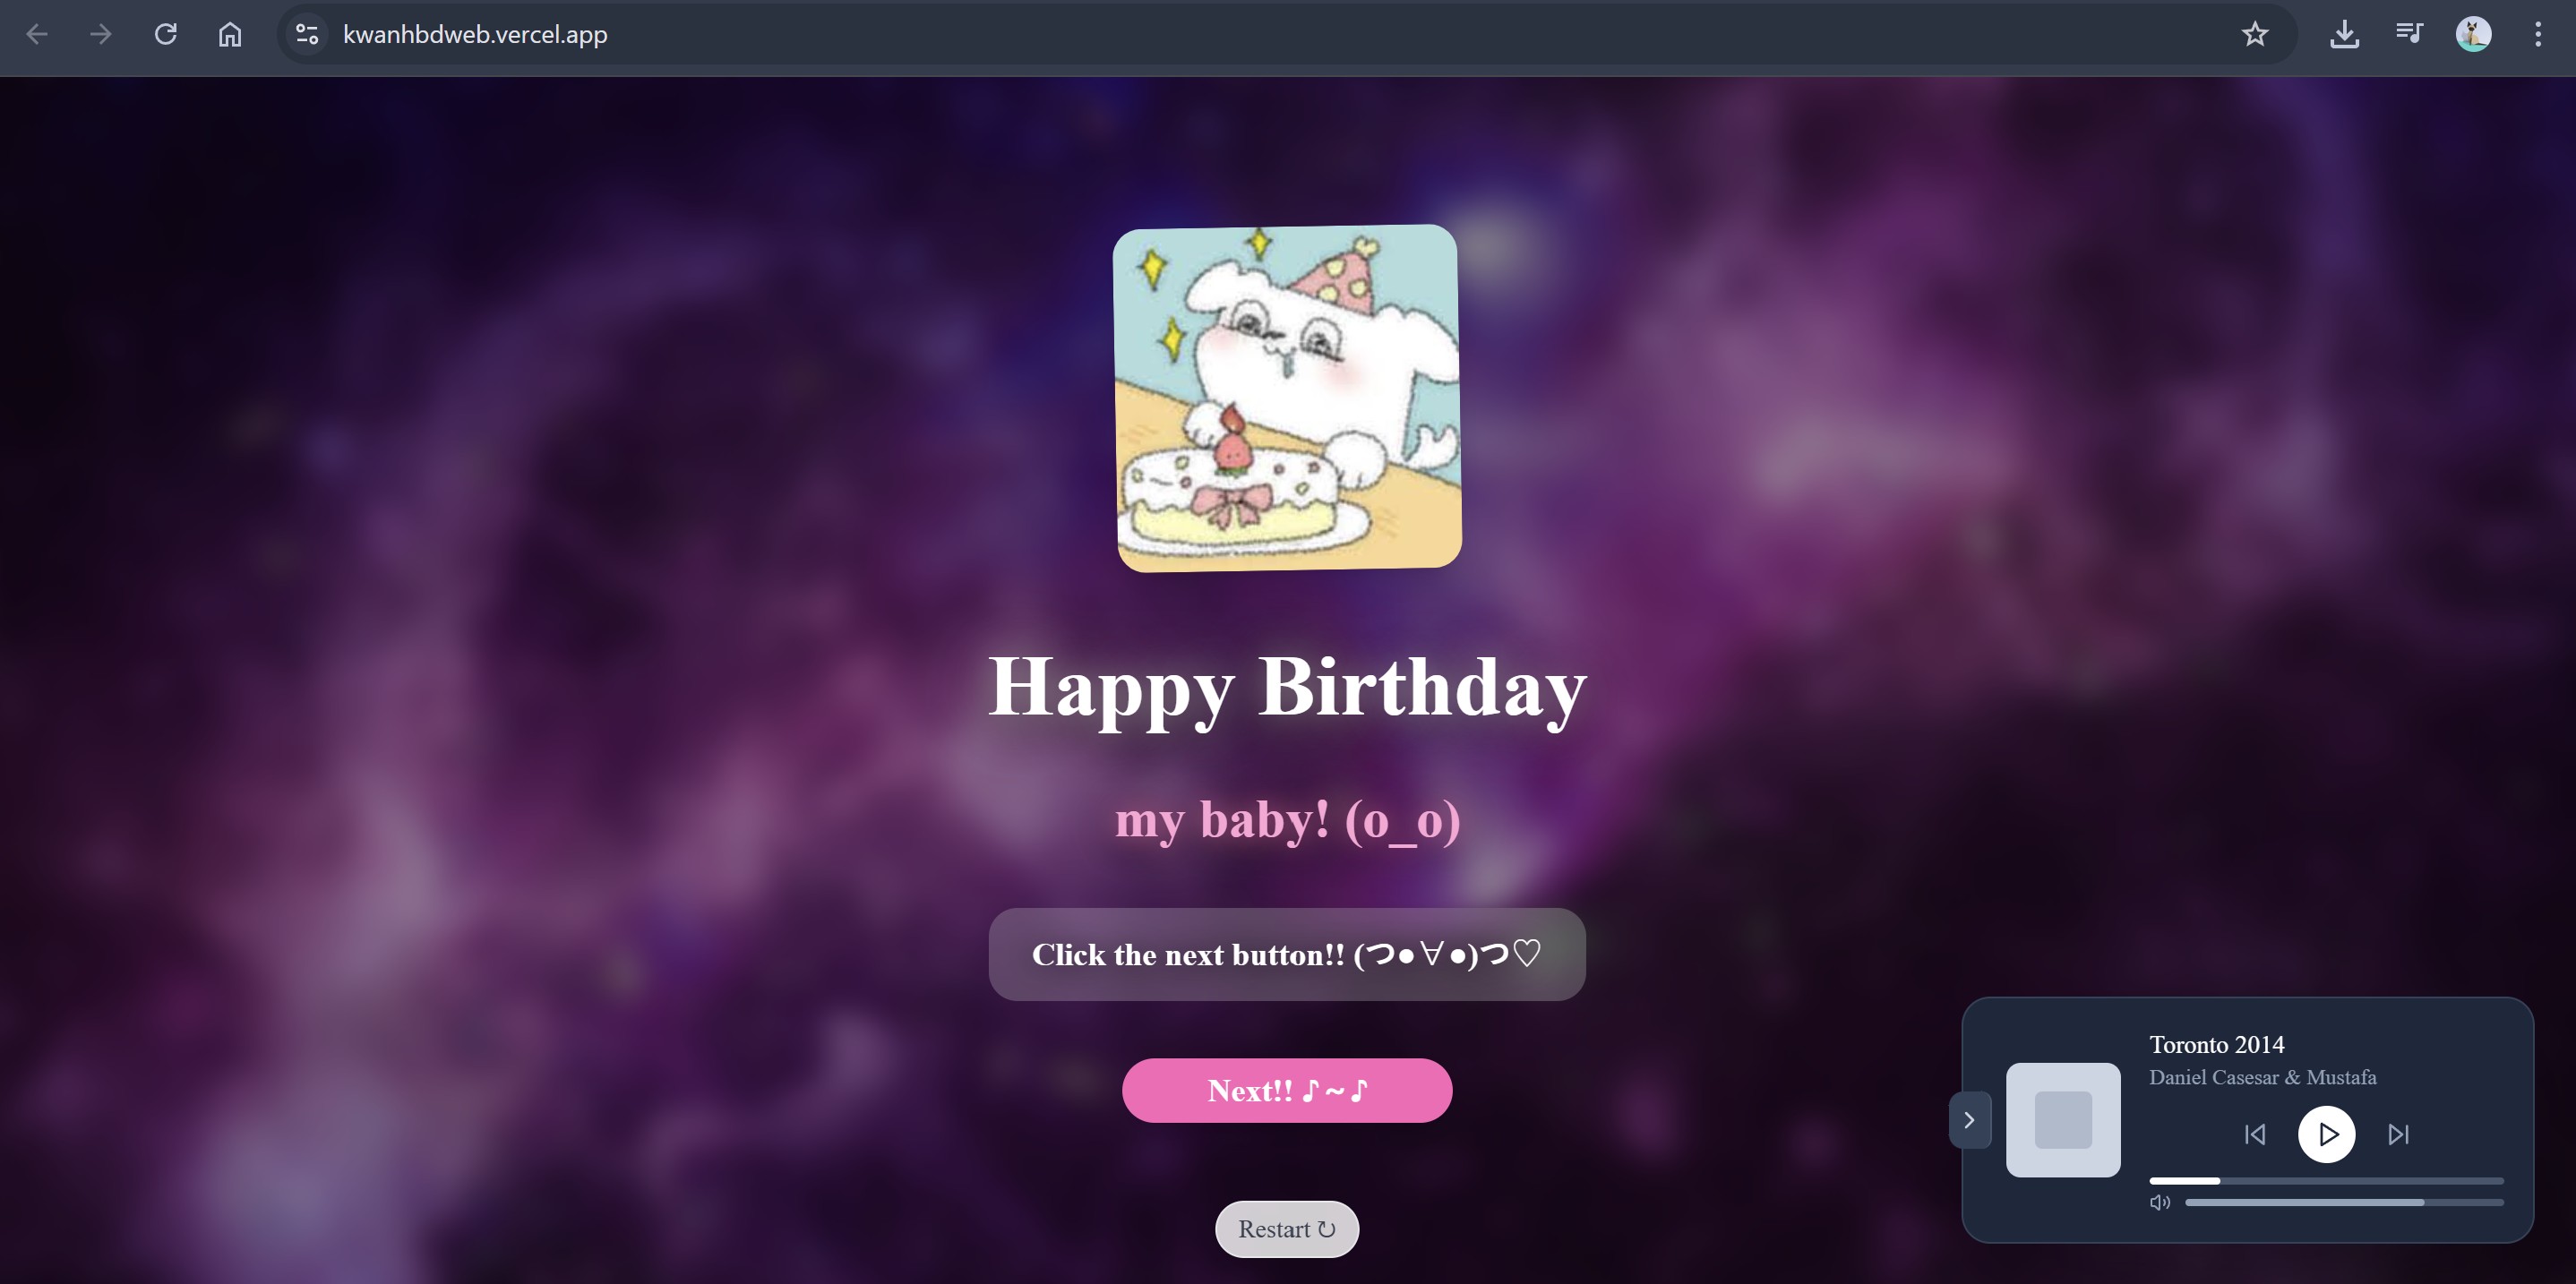 kwanhbdweb.vercel.app
Happy Birthday
my baby! (o_o)
Click the next button!! (つ●∀●)つ♡
Next!! ♪~♪
Restart ↻
Toronto 2014
Daniel Casesar & Mustafa